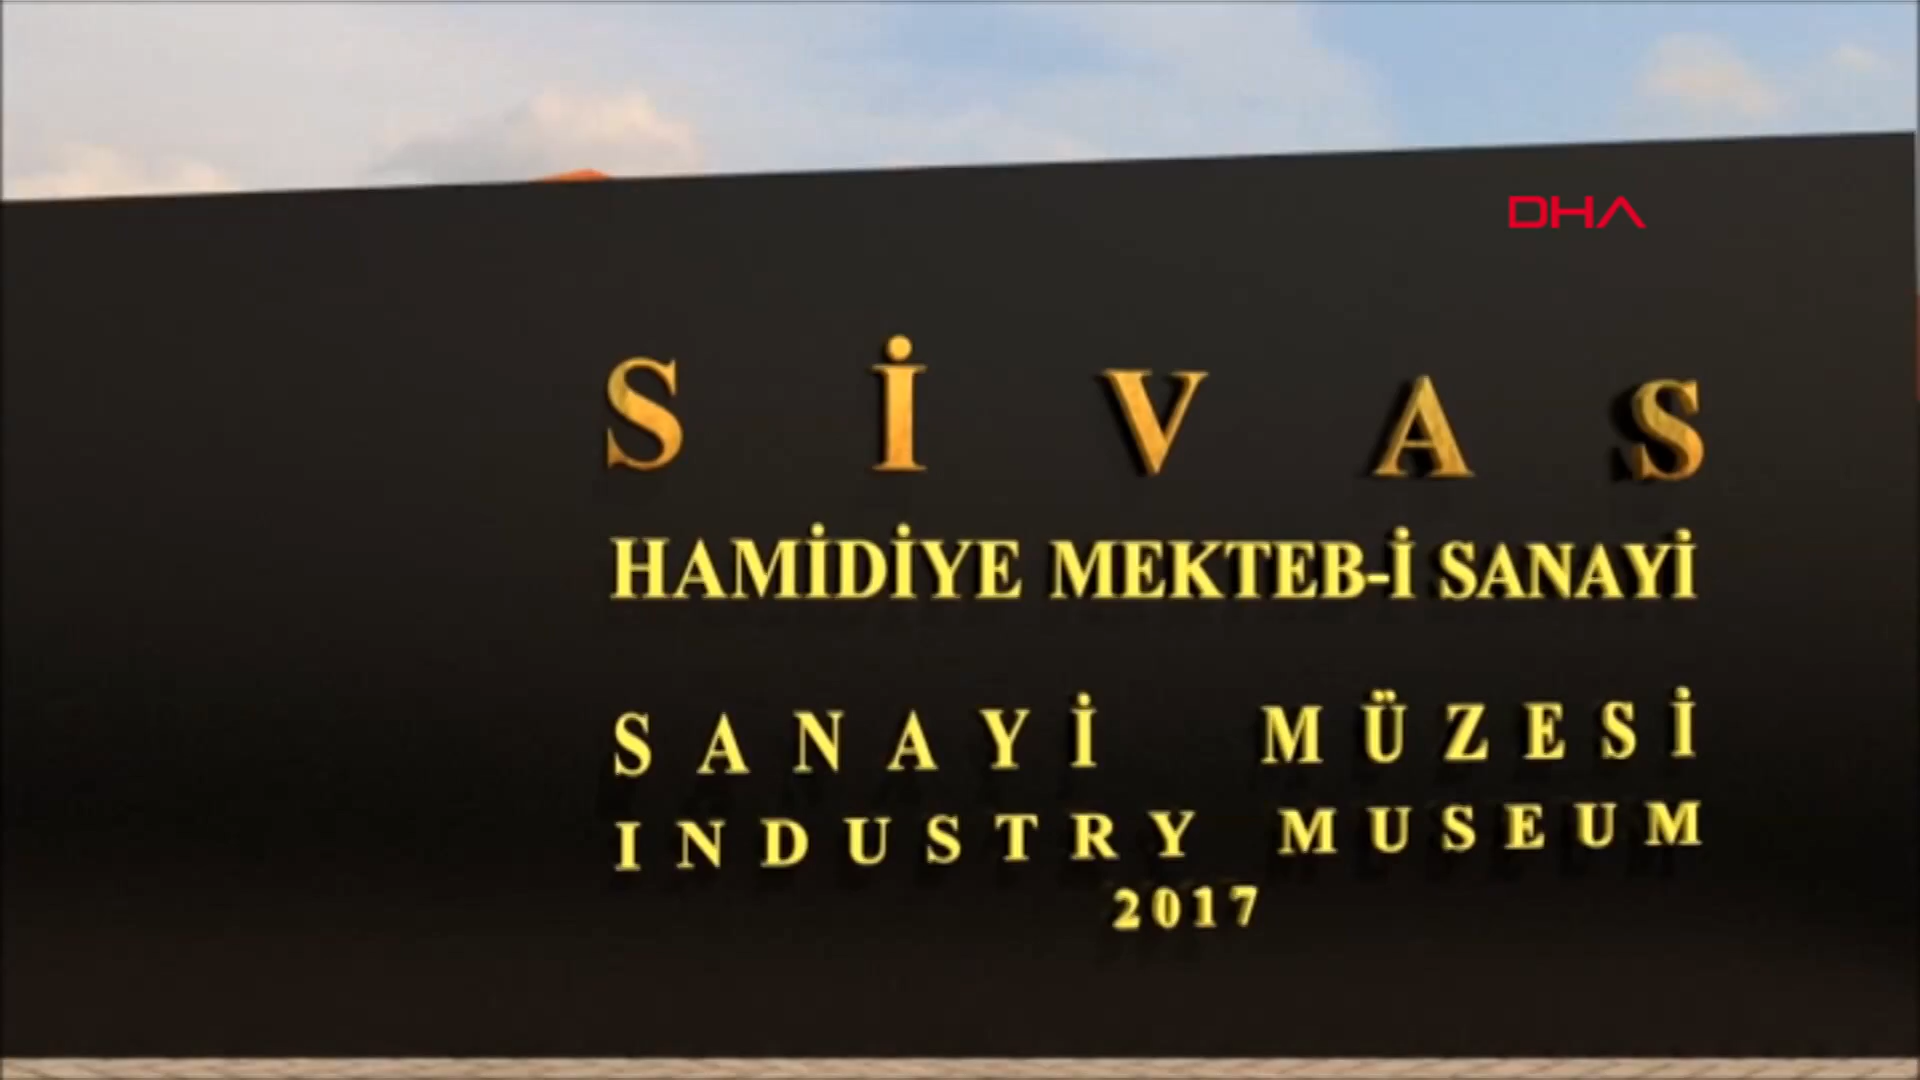 DHA
SİVAS
HAMİDİYE MEKTEB-İ SANAYİ
SANAYİ MÜZESİ
INDUSTRY MUSEUM
2017